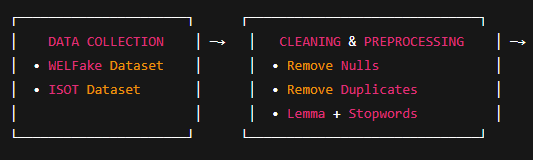 DATA COLLECTION
• WELFake Dataset
• ISOT Dataset
CLEANING & PREPROCESSING
• Remove Nulls
• Remove Duplicates
• Lemma + Stopwords